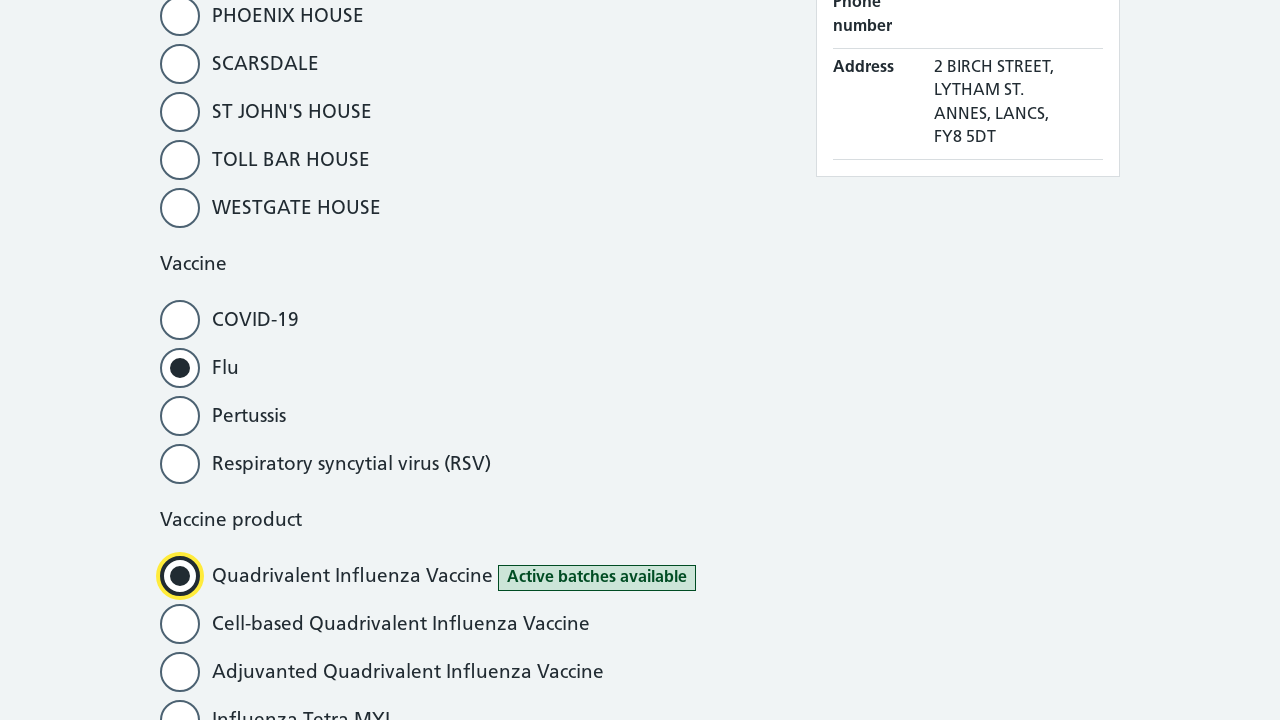 PHOENIX HOUSE
SCARSDALE
ST JOHN'S HOUSE
TOLL BAR HOUSE
WESTGATE HOUSE
Vaccine
COVID-19
Flu
Pertussis
Respiratory syncytial virus (RSV)
Vaccine product
Quadrivalent Influenza Vaccine Active batches available
Cell-based Quadrivalent Influenza Vaccine
Adjuvanted Quadrivalent Influenza Vaccine
Influenza Tetra MYL
Phone
number
Address 2 BIRCH STREET,
LYTHAM ST.
ANNES, LANCS,
FY8 5DT